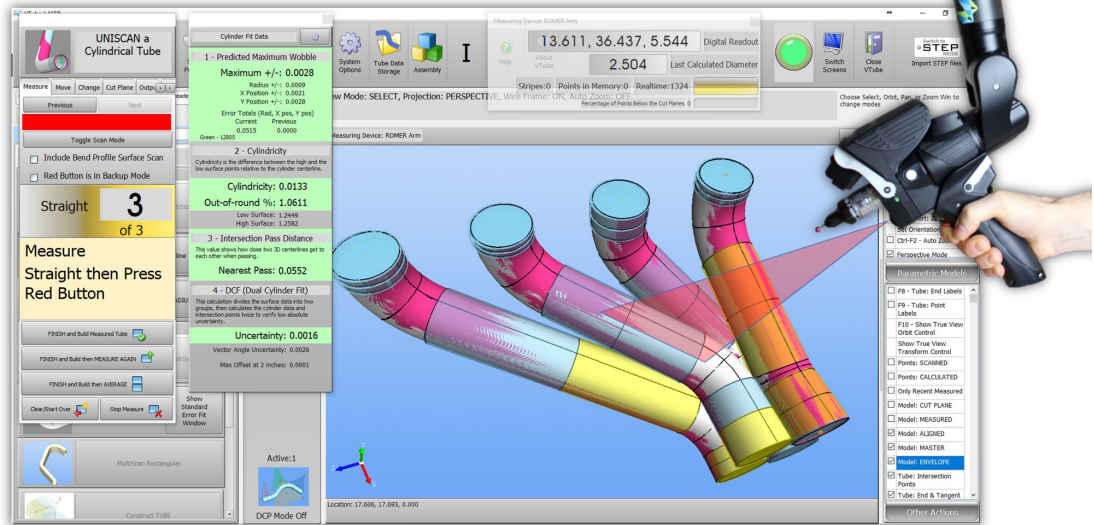 UNISCAN a
Cylindrical Tube
Measure
Move
Change
Cut Plane
Previous
Next
Toggle Scan Mode
Include Bend Profile Surface Scan
Red Button is in Backup Mode
Straight
3
of 3
Measure
Straight then Press
Red Button
FINISH and Build Measured Tube
FINISH and Build then MEASURE AGAIN
FINISH and Build then AVERAGE
Clear/Start Over
Stop Measure
Cylinder Fit Data
1 - Predicted Maximum Wobble
Maximum +/-: 0.0028
Radius +/-: 0.0009
X Position +/-: 0.0021
Y Position +/-: 0.0028
Error Totals (Rad, X pos, Y pos)
Current Previous
0.0515 0.0000
Green - 12805
2 - Cylindricity
Cylindricity is the difference between the high and the
low surface points relative to the cylinder centerline.
Cylindricity: 0.0133
Out-of-round %: 1.0611
Low Surface: 1.2449
High Surface: 1.2582
3 - Intersection Pass Distance
This value shows how close two 3D centerlines get to
each other when passing.
Nearest Pass: 0.0552
4 - DCF (Dual Cylinder Fit)
This calculation divides the surface data into two
groups, then calculates the cylinder data and
intersection points twice to verify low absolute
uncertainty.
Uncertainty: 0.0016
Vector Angle Uncertainty: 0.0026
Max Offset at 2 inches: 0.0001
Show
Standard
Error Fit
Window
MultiScan Rectangular
Construct TUBE
Active:1
DCP Mode Off
System
Options
Tube Data
Storage
Assembly
Measuring Device: ROMER Arm
Help
About
VTube
13.611, 36.437, 5.544 Digital Readout
2.504 Last Calculated Diameter
Stripes:0 Points in Memory:0 Realtime:1324
Percentage of Points Below the Cut Planes 0
Switch
Screens
Close
VTube
Switch to
STEP
MODE
Import STEP files
Mode: SELECT, Projection: PERSPECTIVE, Wire Frame: ON, Auto Zoom: OFF
Choose Select,
Orbit, Pan, or Zoom Win to
change modes
Measuring Device: ROMER Arm
Location: 17.606, 17.693, 0.000
Set Orientation
Ctrl-F2 - Auto Zoom
Perspective Mode
Parametric Models
F8 - Tube: End Labels
F9 - Tube: Point
Labels
F10 - Show True View
Orbit Control
Show True View
Transform Control
Points: SCANNED
Points: CALCULATED
Only Recent Measured
Model: CUT PLANE
Model: MEASURED
Model: ALIGNED
Model: MASTER
Model: ENVELOPE
Tube: Intersection
Points
Tube: End & Tangent
Other Actions